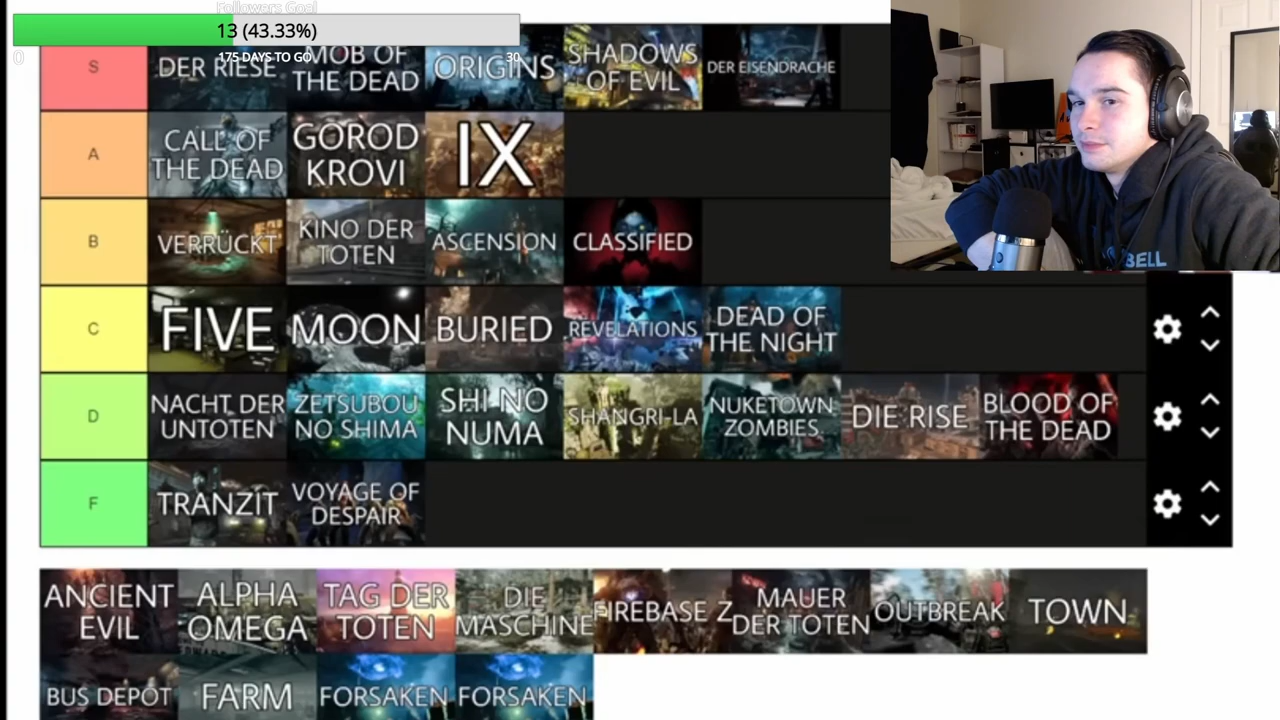 Followers Goal
13 (43.33%)
0
175 DAYS TO GO
30
S
DER RIESE
MOB OF
THE DEAD
ORIGINS
SHADOWS
OF EVIL
DER EISENDRACHE
A
CALL OF
THE DEAD
GOROD
KROVI
IX
B
VERRÜCKT
KINO DER
TOTEN
ASCENSION
CLASSIFIED
C
FIVE
MOON
BURIED
REVELATIONS
DEAD OF
THE NIGHT
D
NACHT DER
UNTOTEN
ZETSUBOU
NO SHIMA
SHI NO
NUMA
SHANGRI-LA
NUKETOWN
ZOMBIES
DIE RISE
BLOOD OF
THE DEAD
F
TRANZIT
VOYAGE OF
DESPAIR
ANCIENT
EVIL
ALPHA
OMEGA
TAG DER
TOTEN
DIE
MASCHINE
FIREBASE Z
MAUER
DER TOTEN
OUTBREAK
TOWN
BUS DEPOT
FARM
FORSAKEN
FORSAKEN
BELL